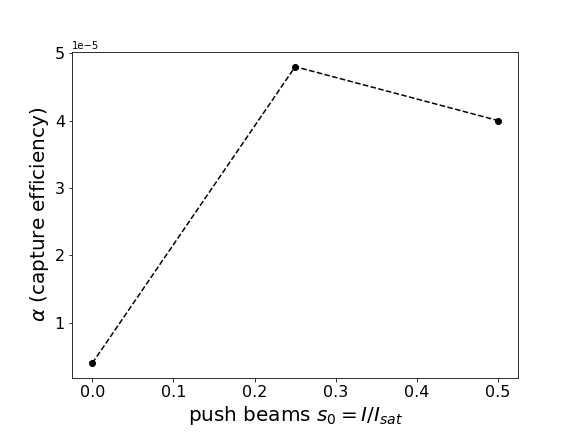 1e−5
5
4
3
2
1
α (capture efficiency)
0.0 0.1 0.2 0.3 0.4 0.5
push beams s₀ = I/I_sat